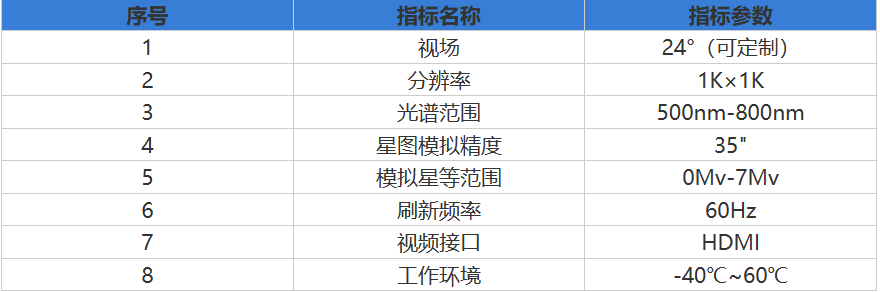 序号 指标名称 指标参数
1 视场 24°（可定制）
2 分辨率 1K×1K
3 光谱范围 500nm-800nm
4 星图模拟精度 35"
5 模拟星等范围 0Mv-7Mv
6 刷新频率 60Hz
7 视频接口 HDMI
8 工作环境 -40℃~60℃